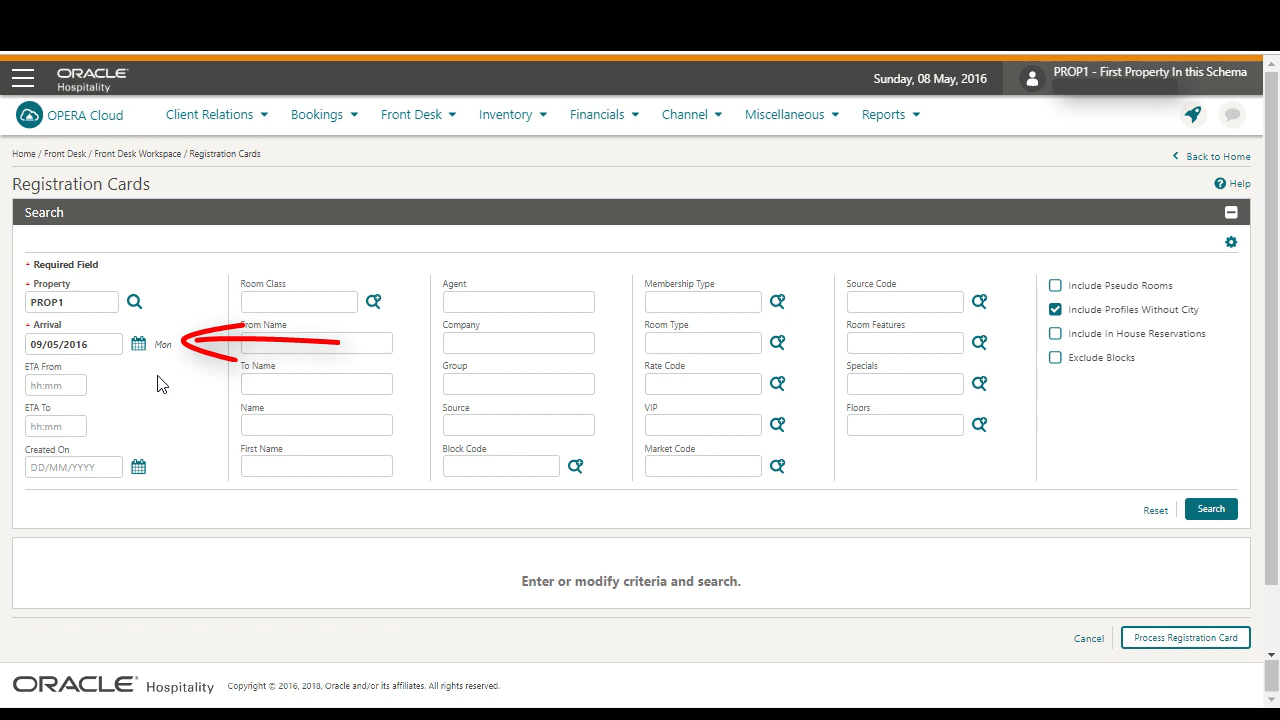 ORACLE
Hospitality
Sunday, 08 May, 2016
PROP1 - First Property In this Schema
OPERA Cloud
Client Relations
Bookings
Front Desk
Inventory
Financials
Channel
Miscellaneous
Reports
Home / Front Desk / Front Desk Workspace / Registration Cards
Back to Home
Registration Cards
Help
Search
* Required Field
* Property
PROP1
* Arrival
09/05/2016
Mon
ETA From
hh:mm
ETA To
hh:mm
Created On
DD/MM/YYYY
Room Class
From Name
To Name
Name
First Name
Agent
Company
Group
Source
Block Code
Membership Type
Room Type
Rate Code
VIP
Market Code
Source Code
Room Features
Specials
Floors
Include Pseudo Rooms
Include Profiles Without City
Include In House Reservations
Exclude Blocks
Reset
Search
Enter or modify criteria and search.
Cancel
Process Registration Card
ORACLE Hospitality
Copyright © 2016, 2018, Oracle and/or its affiliates. All rights reserved.